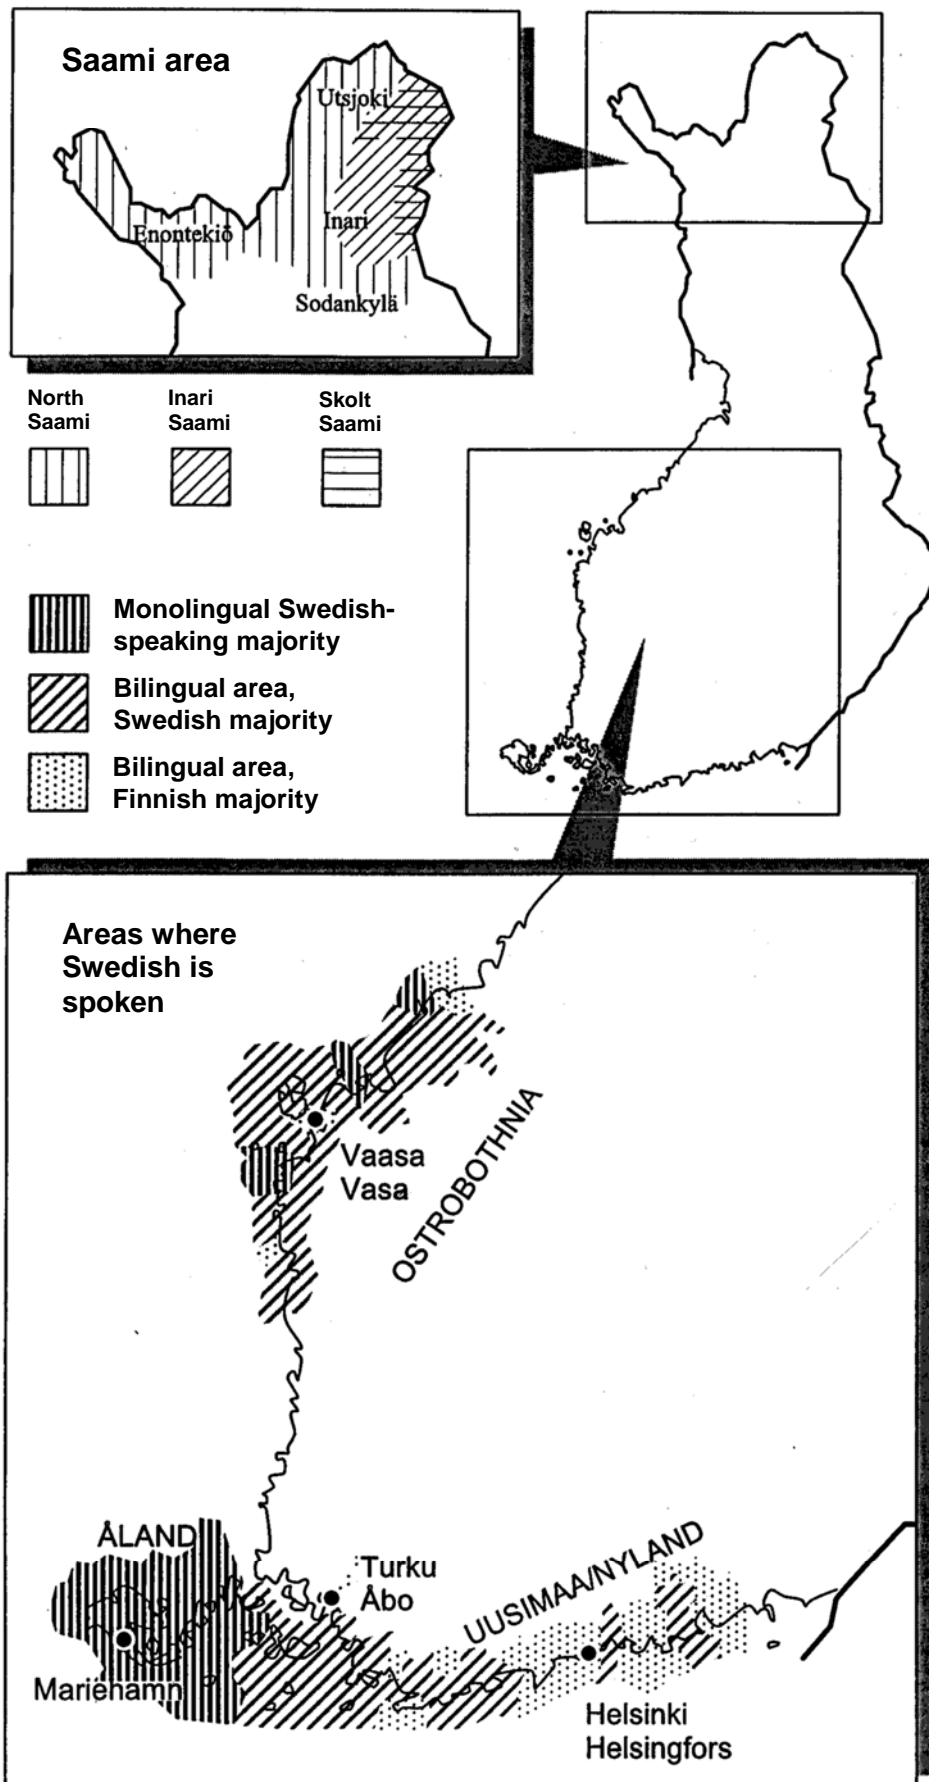 Saami area
Utsjoki
Enontekiö
Inari
Sodankylä
North
Saami
Inari
Saami
Skolt
Saami
Monolingual Swedish-
speaking majority
Bilingual area,
Swedish majority
Bilingual area,
Finnish majority
Areas where
Swedish is
spoken
Vaasa
Vasa
OSTROBOTHNIA
ÅLAND
Turku
Åbo
UUSIMAA/NYLAND
Mariehamn
Helsinki
Helsingfors